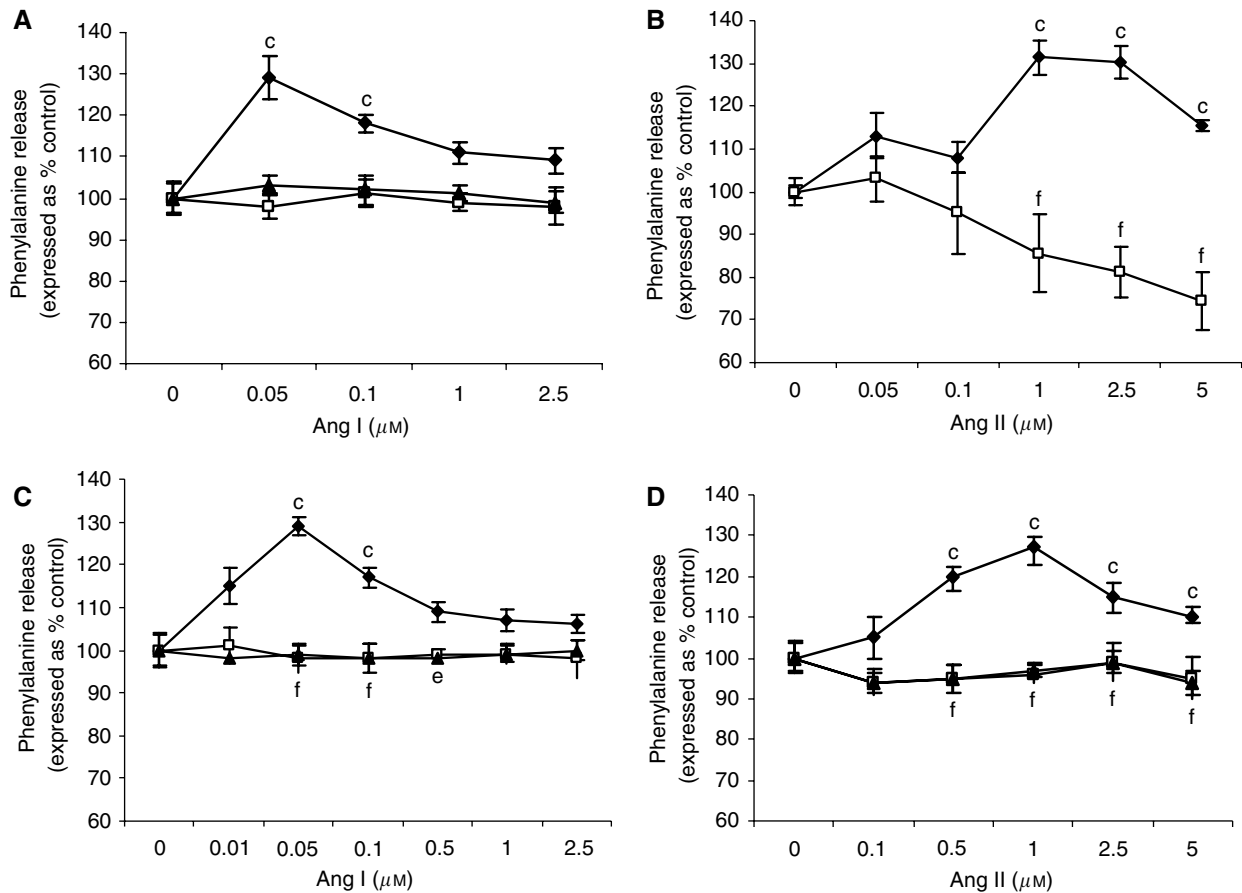 A
Phenylalanine release
(expressed as % control)
140
130
120
110
100
90
80
70
60
c
c
0 0.05 0.1 1 2.5
Ang I (μM)
B
Phenylalanine release
(expressed as % control)
140
130
120
110
100
90
80
70
60
c
c
c
f
f
f
0 0.05 0.1 1 2.5 5
Ang II (μM)
C
Phenylalanine release
(expressed as % control)
140
130
120
110
100
90
80
70
60
c
c
f
f
e
0 0.01 0.05 0.1 0.5 1 2.5
Ang I (μM)
D
Phenylalanine release
(expressed as % control)
140
130
120
110
100
90
80
70
60
c
c
c
c
f
f
f
f
0 0.1 0.5 1 2.5 5
Ang II (μM)